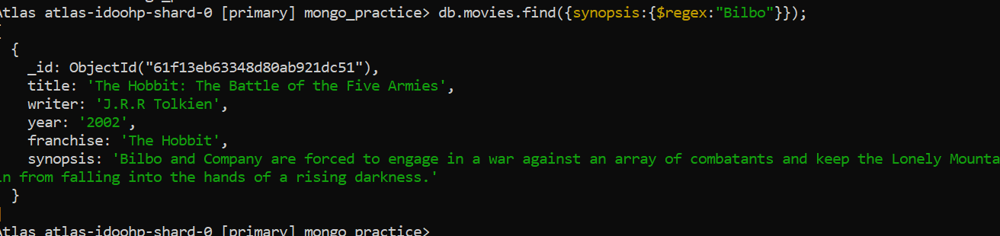 Atlas atlas-idoohp-shard-0 [primary] mongo_practice> db.movies.find({synopsis:{$regex:"Bilbo"}});
[
{
_id: ObjectId("61f13eb63348d80ab921dc51"),
title: 'The Hobbit: The Battle of the Five Armies',
writer: 'J.R.R Tolkien',
year: '2002',
franchise: 'The Hobbit',
synopsis: 'Bilbo and Company are forced to engage in a war against an array of combatants and keep the Lonely Mounta
in from falling into the hands of a rising darkness.'
}
]
Atlas atlas-idoohp-shard-0 [primary] mongo_practice>